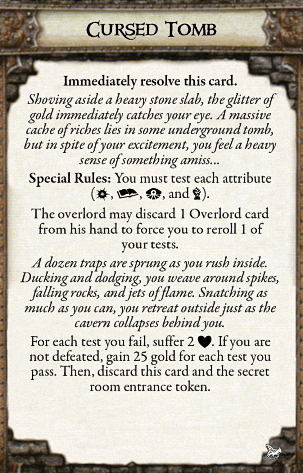 Cursed Tomb
Immediately resolve this card.
Shoving aside a heavy stone slab, the glitter of
gold immediately catches your eye. A massive
cache of riches lies in some underground tomb,
but in spite of your excitement, you feel a heavy
sense of something amiss...
Special Rules: You must test each attribute
( , , , and ).
The overlord may discard 1 Overlord card
from his hand to force you to reroll 1 of
your tests.
A dozen traps are sprung as you rush inside.
Ducking and dodging, you weave around spikes,
falling rocks, and jets of flame. Snatching as
much as you can, you retreat outside just as the
cavern collapses behind you.
For each test you fail, suffer 2 ♥. If you are
not defeated, gain 25 gold for each test you
pass. Then, discard this card and the secret
room entrance token.